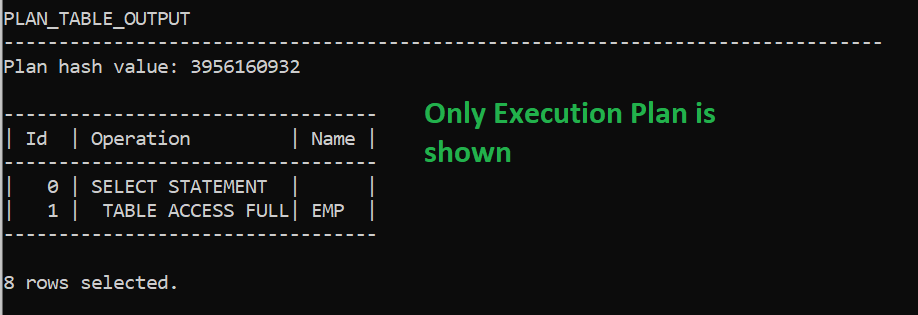 PLAN_TABLE_OUTPUT
--------------------------------------------------------------------------------
Plan hash value: 3956160932
Only Execution Plan is
shown
----------------------------------
| Id  | Operation         | Name |
----------------------------------
|   0 | SELECT STATEMENT  |      |
|   1 |  TABLE ACCESS FULL| EMP  |
----------------------------------
8 rows selected.